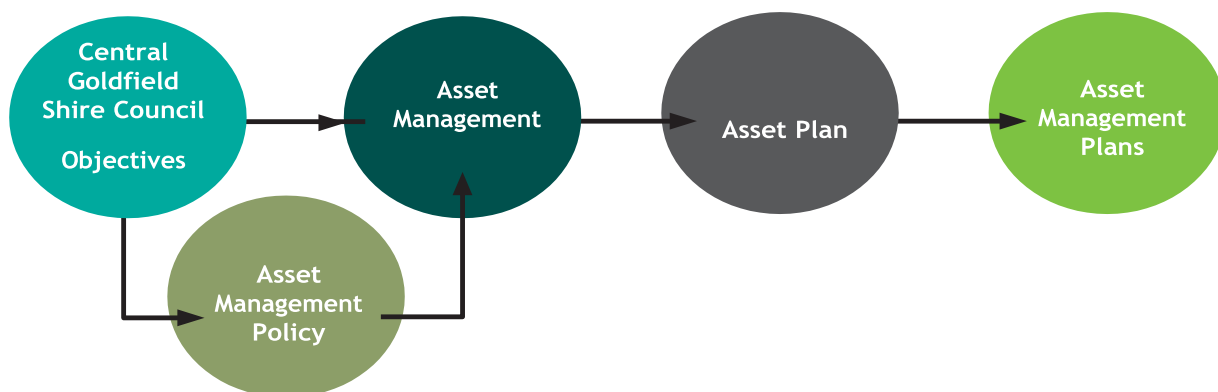 Central
Goldfield
Shire Council
Objectives
Asset
Management
Asset Plan
Asset
Management
Plans
Asset
Management
Policy